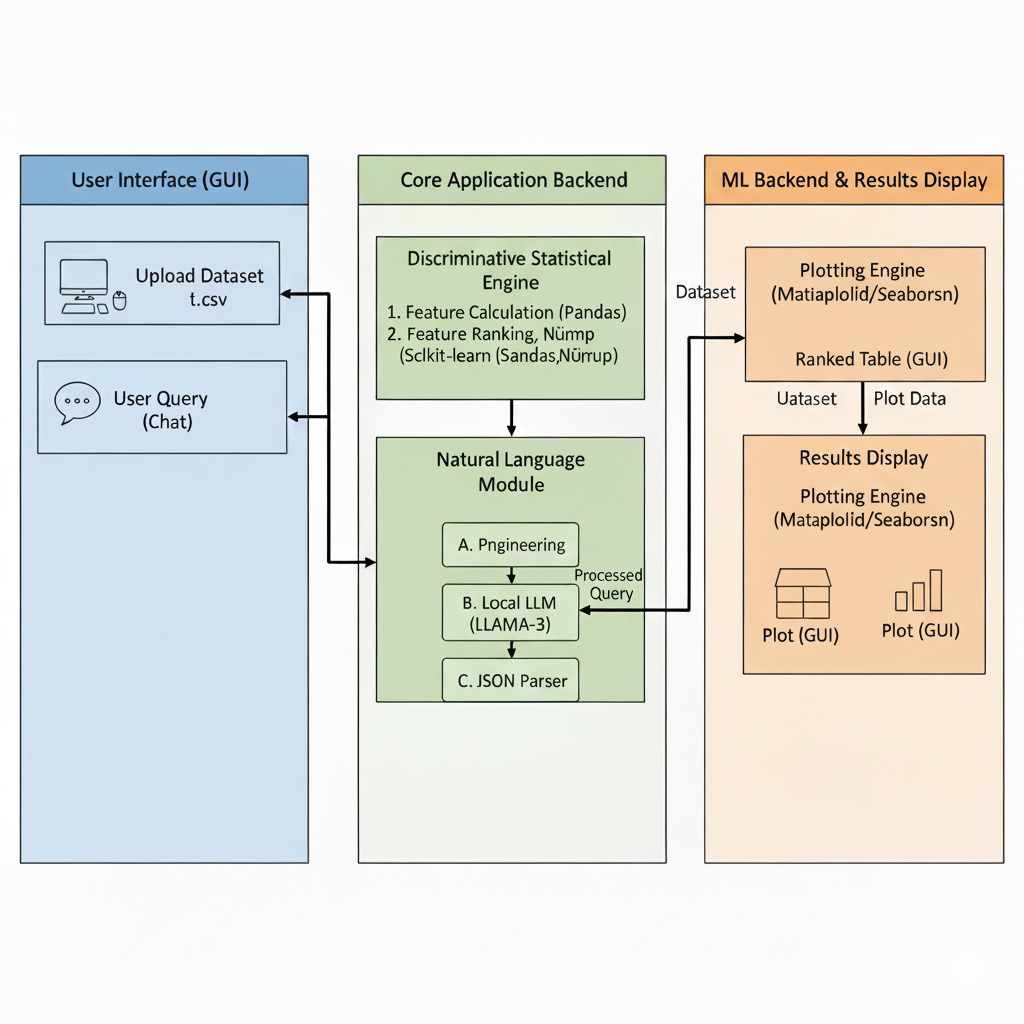 User Interface (GUI)
Upload Dataset
t.csv
User Query
(Chat)
Core Application Backend
Discriminative Statistical
Engine
1. Feature Calculation (Pandas)
2. Feature Ranking, Nümp
(Sclkit-learn (Sandas,Nürrup)
Natural Language
Module
A. Pngineering
B. Local LLM
(LLAMA-3)
C. JSON Parser
Processed
Query
Dataset
ML Backend & Results Display
Plotting Engine
(Matiaplolid/Seaborsn)
Ranked Table (GUI)
Uataset
Plot Data
Results Display
Plotting Engine
(Mataplolid/Seaborsn)
Plot (GUI)
Plot (GUI)